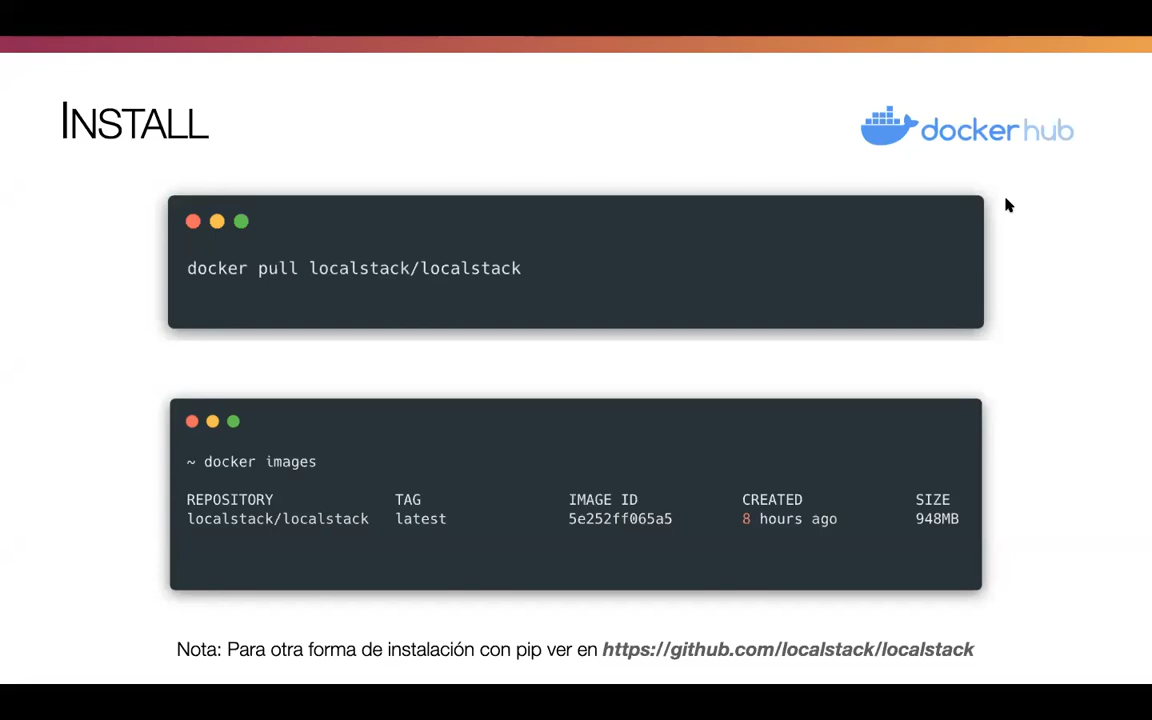 INSTALL
docker hub
docker pull localstack/localstack
~ docker images
REPOSITORY TAG IMAGE ID CREATED SIZE
localstack/localstack latest 5e252ff065a5 8 hours ago 948MB
Nota: Para otra forma de instalación con pip ver en https://github.com/localstack/localstack